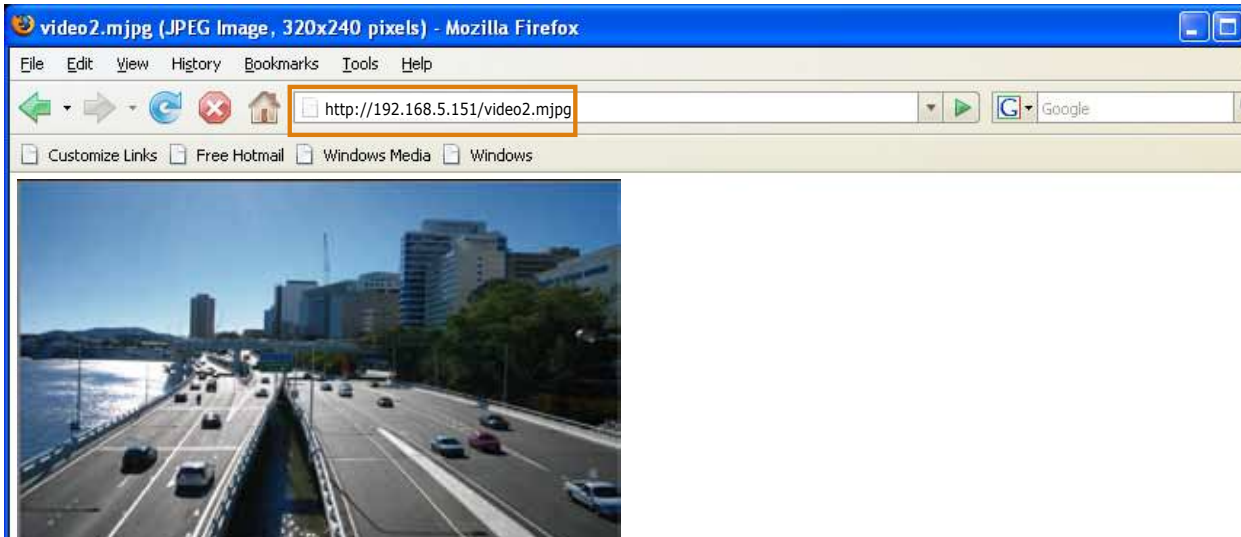 video2.mjpg (JPEG Image, 320x240 pixels) - Mozilla Firefox
File Edit View History Bookmarks Tools Help
http://192.168.5.151/video2.mjpg G Google
Customize Links Free Hotmail Windows Media Windows